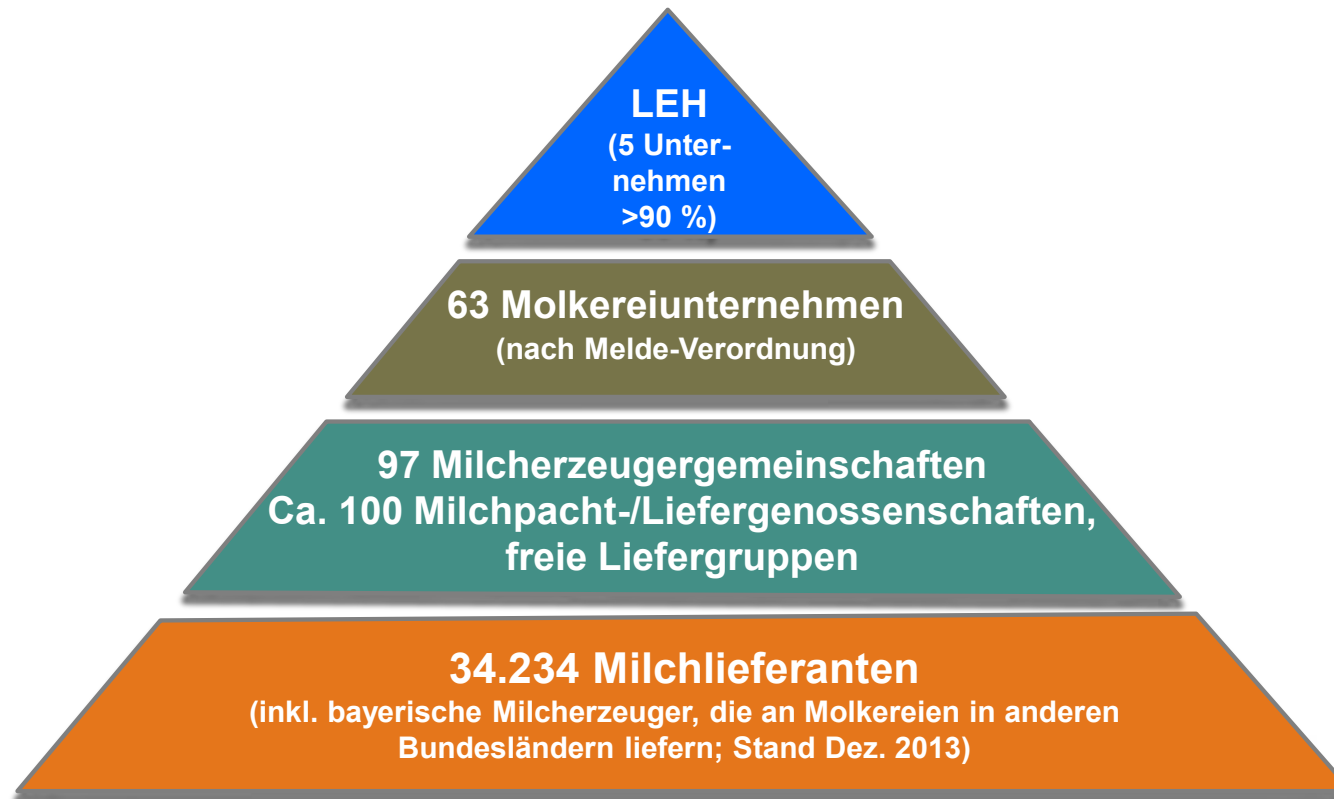 LEH
(5 Unter-
nehmen
>90 %)
63 Molkereiunternehmen
(nach Melde-Verordnung)
97 Milcherzeugergemeinschaften
Ca. 100 Milchpacht-/Liefergenossenschaften,
freie Liefergruppen
34.234 Milchlieferanten
(inkl. bayerische Milcherzeuger, die an Molkereien in anderen
Bundesländern liefern; Stand Dez. 2013)